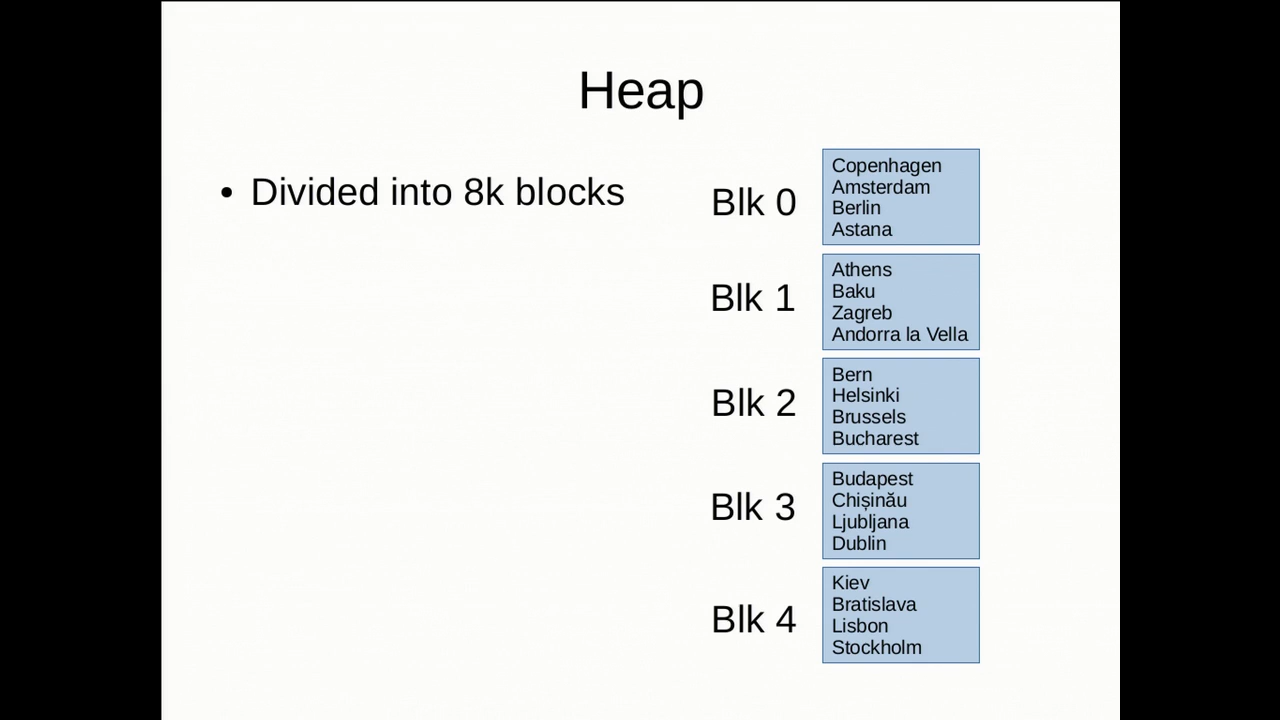 Heap
• Divided into 8k blocks
Blk 0
Copenhagen
Amsterdam
Berlin
Astana
Blk 1
Athens
Baku
Zagreb
Andorra la Vella
Blk 2
Bern
Helsinki
Brussels
Bucharest
Blk 3
Budapest
Chișinău
Ljubljana
Dublin
Blk 4
Kiev
Bratislava
Lisbon
Stockholm